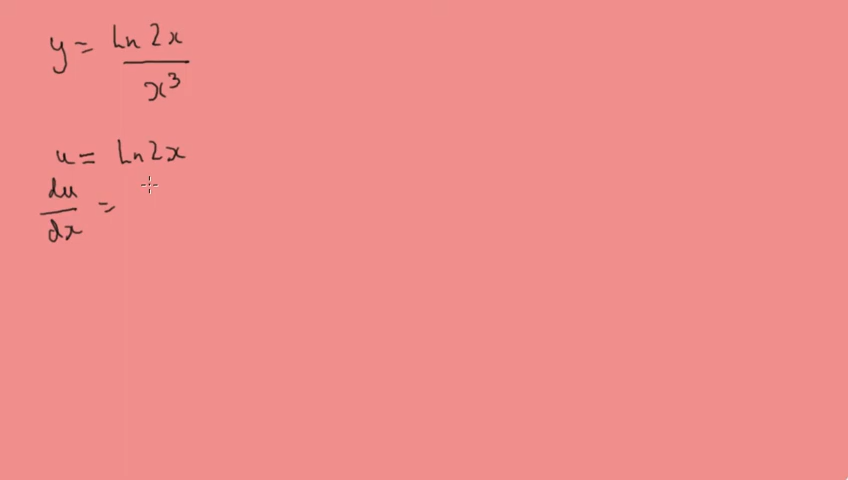 y = ln 2x / x³
u = ln 2x
du/dx =